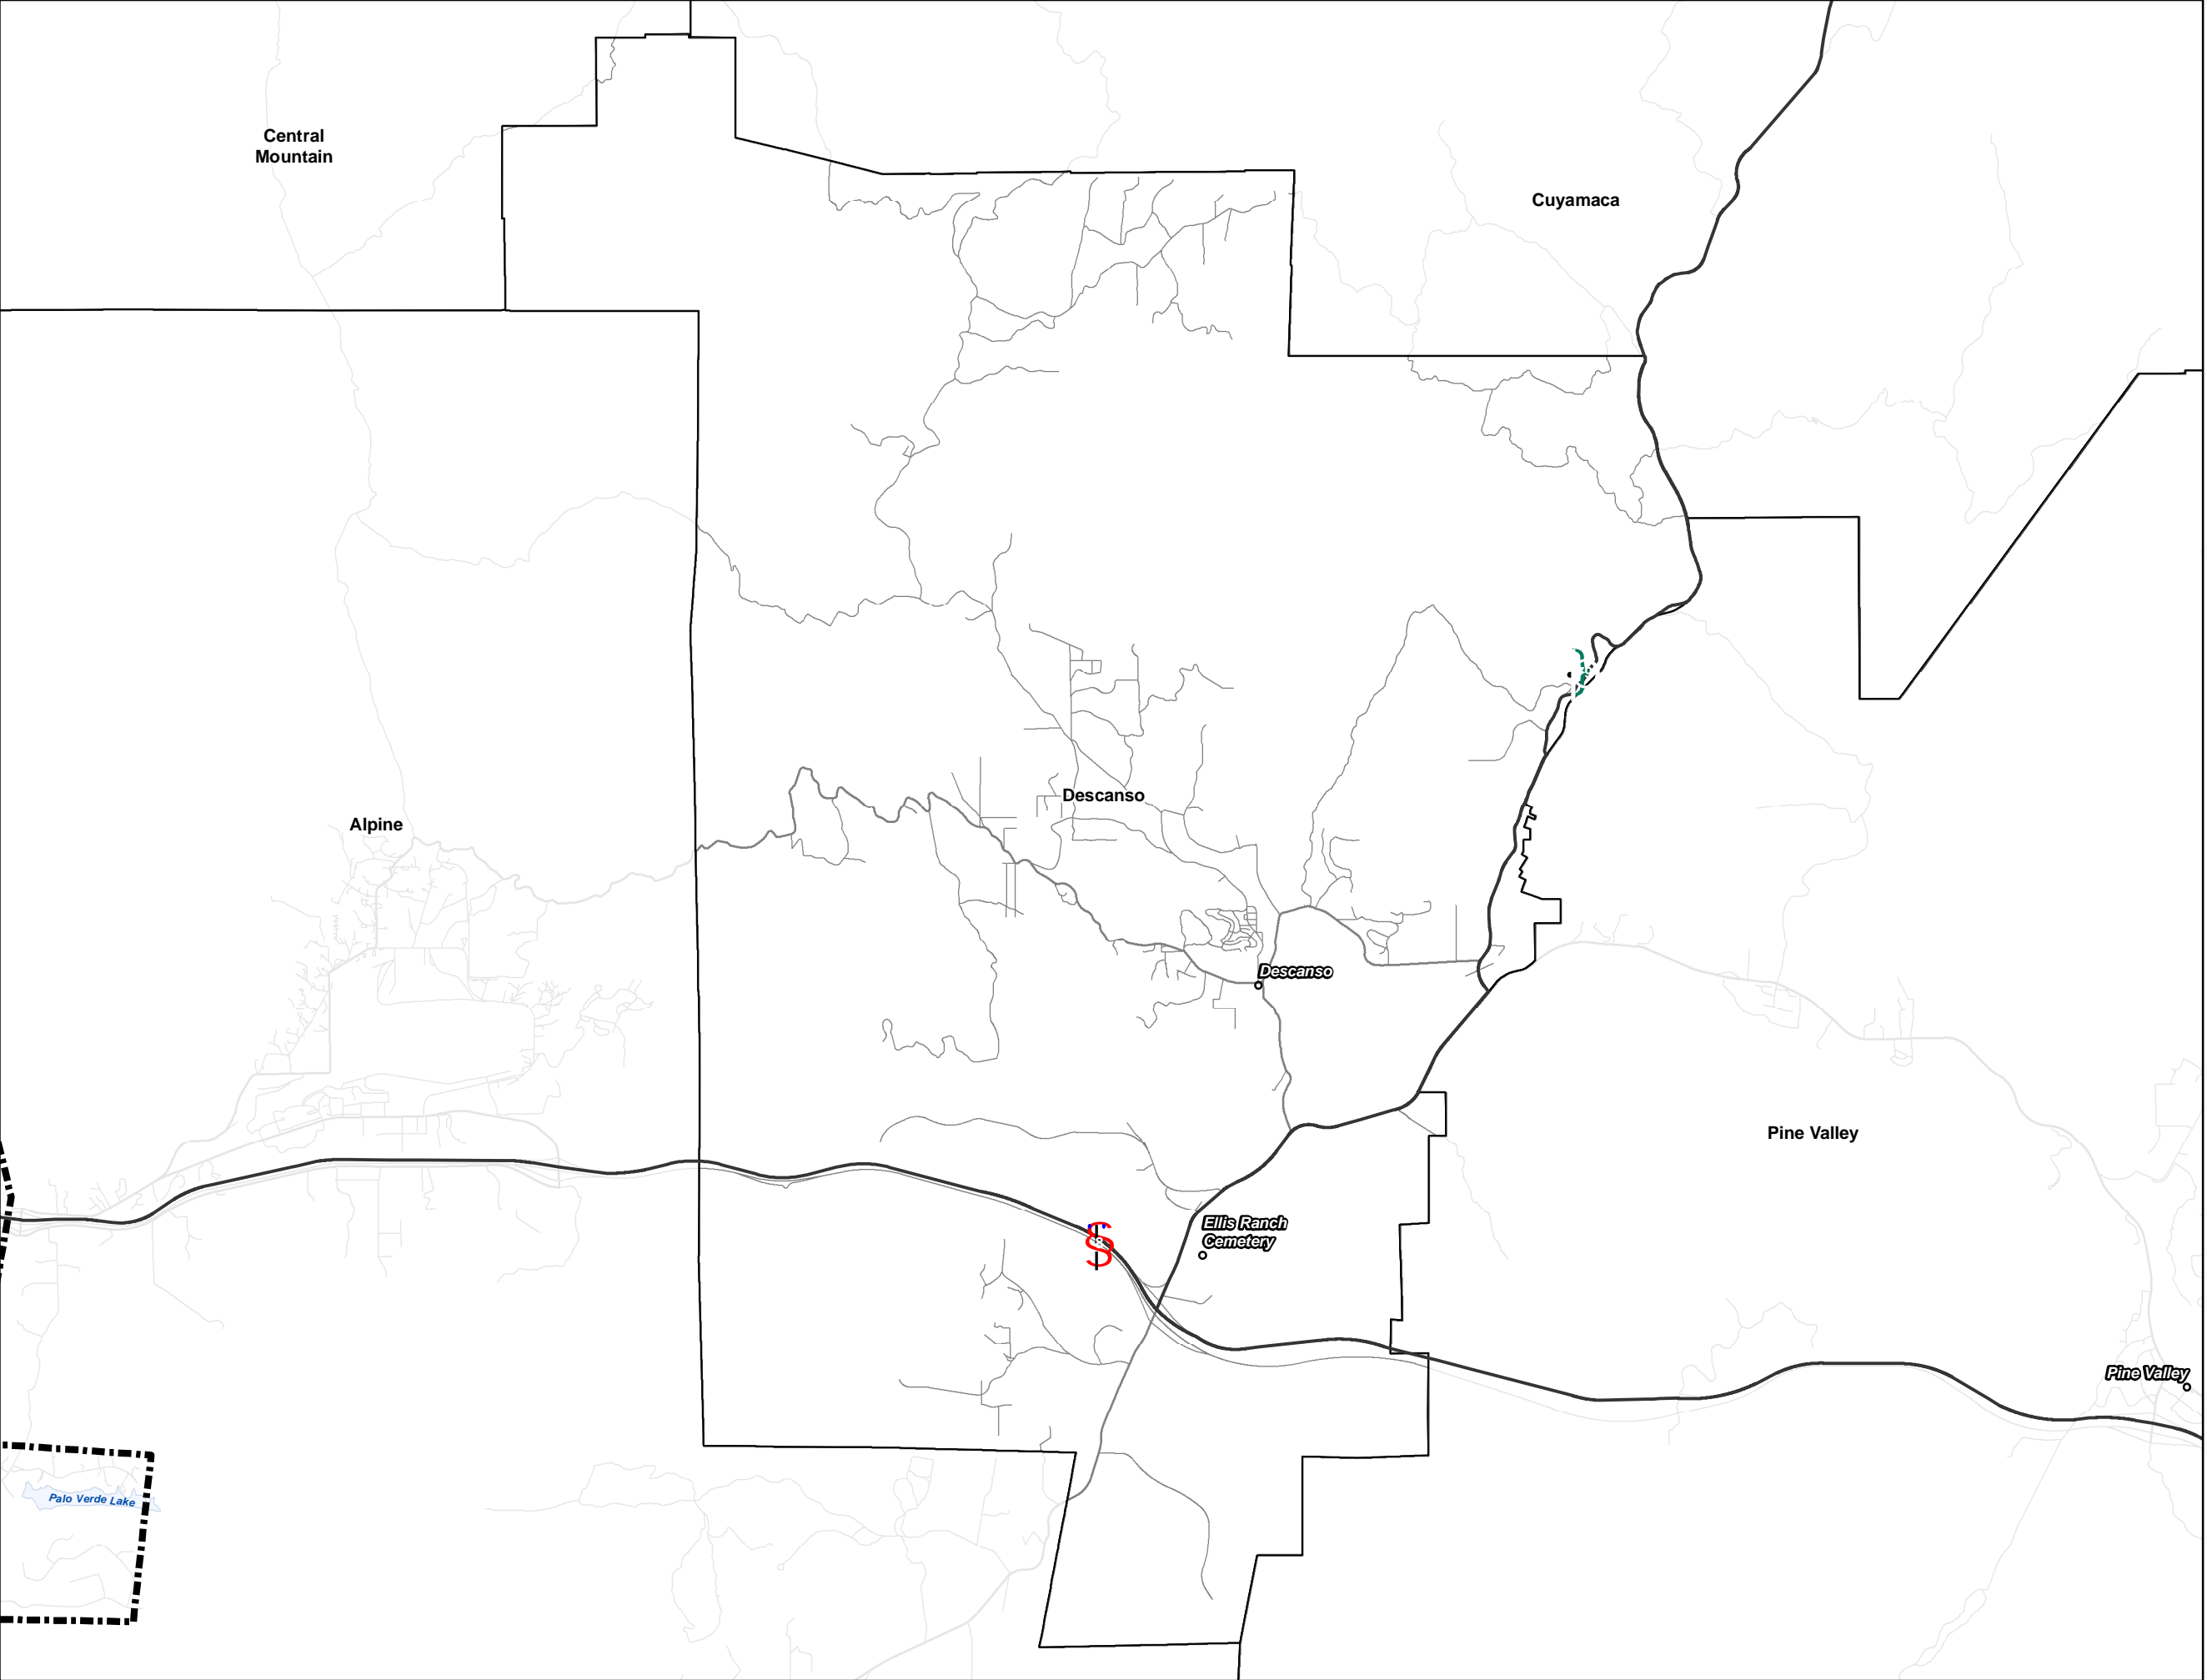 Central
Mountain
Cuyamaca
Descanso
Alpine
Descanso
Pine Valley
Ellis Ranch
Cemetery
Pine Valley
Palo Verde Lake